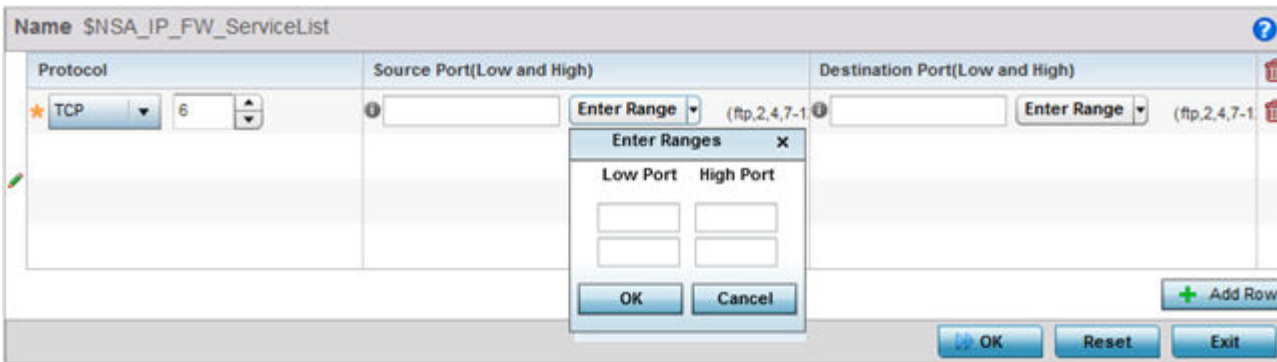 Name $NSA_IP_FW_ServiceList
Protocol Source Port(Low and High) Destination Port(Low and High)
TCP 6 Enter Range (ftp,2,4,7-1 Enter Range (ftp,2,4,7-1
Enter Ranges x
Low Port High Port
OK Cancel
Add Row
OK Reset Exit